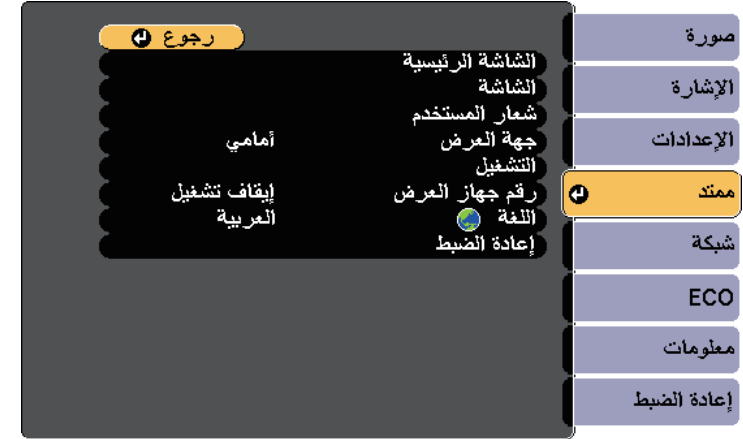 صورة
الإشارة
الإعدادات
ممتد
شبكة
ECO
معلومات
إعادة الضبط
رجوع
الشاشة الرئيسية
الشاشة
شعار المستخدم
جهة العرض أمامي
التشغيل
رقم جهاز العرض إيقاف تشغيل
اللغة العربية
إعادة الضبط